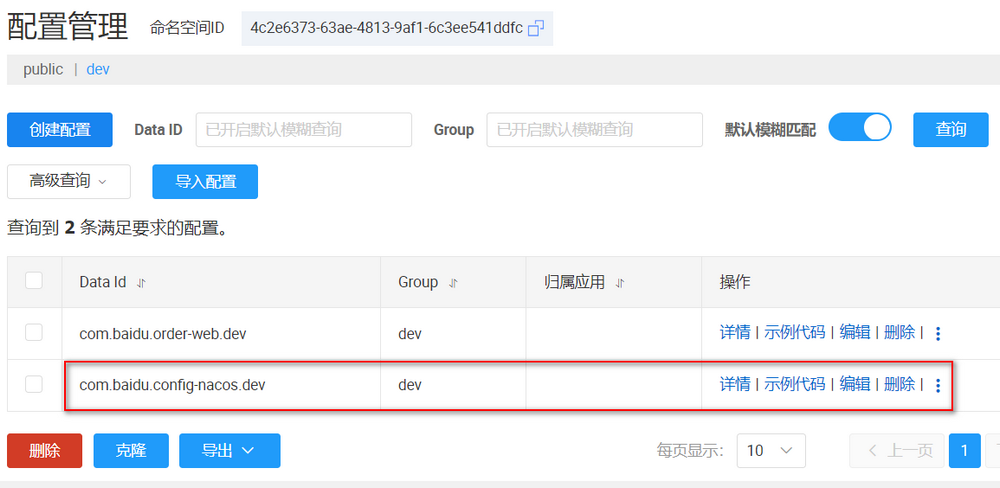 配置管理 命名空间ID 4c2e6373-63ae-4813-9af1-6c3ee541ddfc
public | dev
创建配置 Data ID 已开启默认模糊查询 Group 已开启默认模糊查询 默认模糊匹配 查询
高级查询 导入配置
查询到 2 条满足要求的配置。
Data Id Group 归属应用 操作
com.baidu.order-web.dev dev 详情 | 示例代码 | 编辑 | 删除 |
com.baidu.config-nacos.dev dev 详情 | 示例代码 | 编辑 | 删除 |
删除 克隆 导出 每页显示: 10 上一页 1